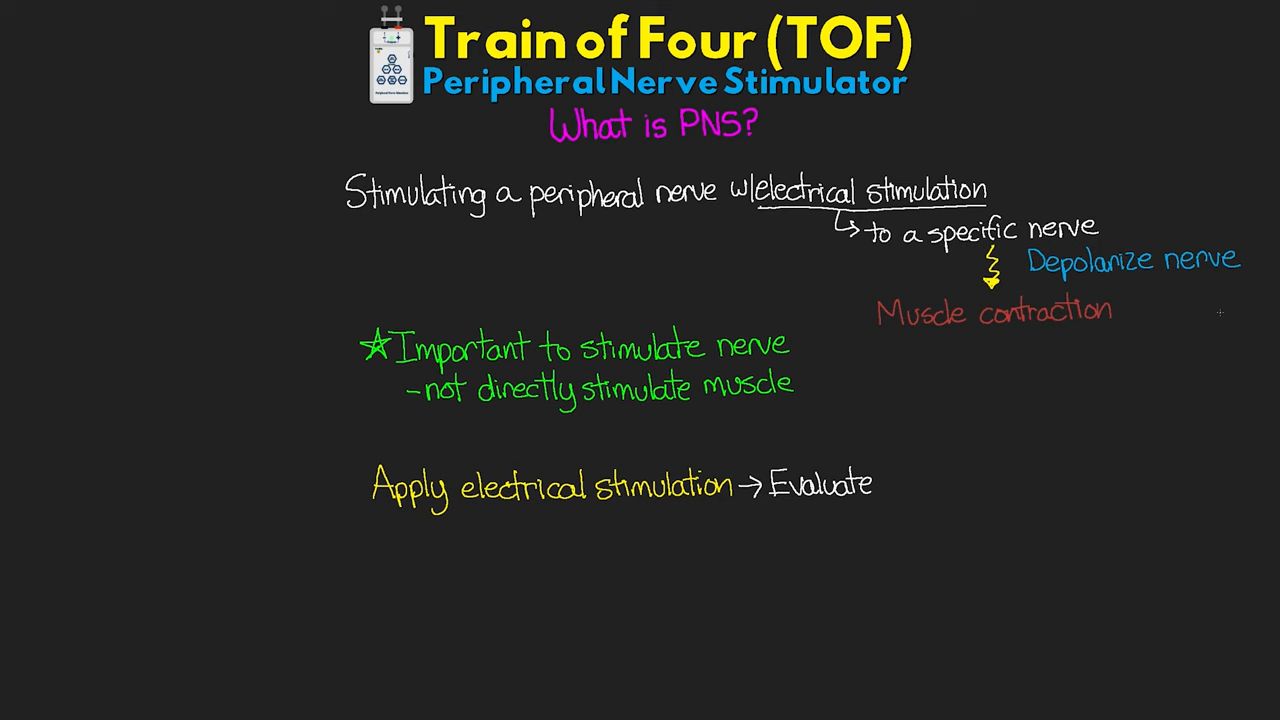 Train of Four (TOF)
Peripheral Nerve Stimulator
What is PNS?
Stimulating a peripheral nerve w/electrical stimulation
↳ to a specific nerve
Depolarize nerve
Muscle contraction
☆ Important to stimulate nerve
- not directly stimulate muscle
Apply electrical stimulation → Evaluate